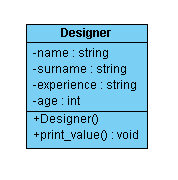 Designer
-name : string
-surname : string
-experience : string
-age : int
+Designer()
+print_value() : void